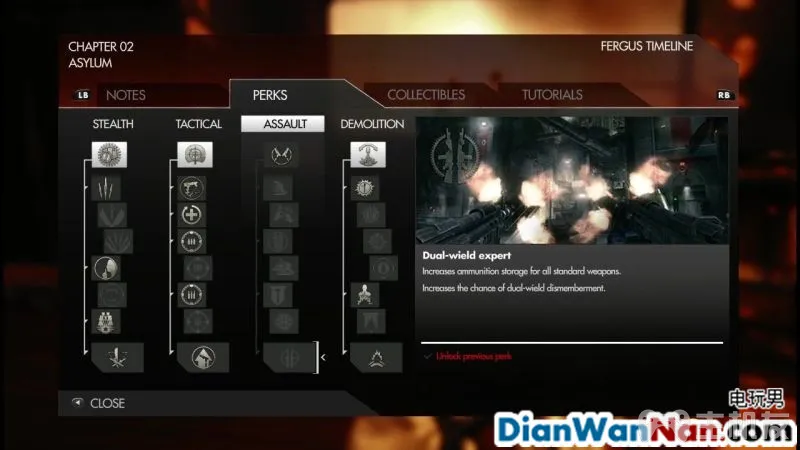 CHAPTER 02
ASYLUM
FERGUS TIMELINE
LB NOTES PERKS COLLECTIBLES TUTORIALS RB
STEALTH TACTICAL ASSAULT DEMOLITION
Dual-wield expert
Increases ammunition storage for all standard weapons.
Increases the chance of dual-wield dismemberment.
Unlock previous perk
CLOSE
电玩男
DianWanNan.com